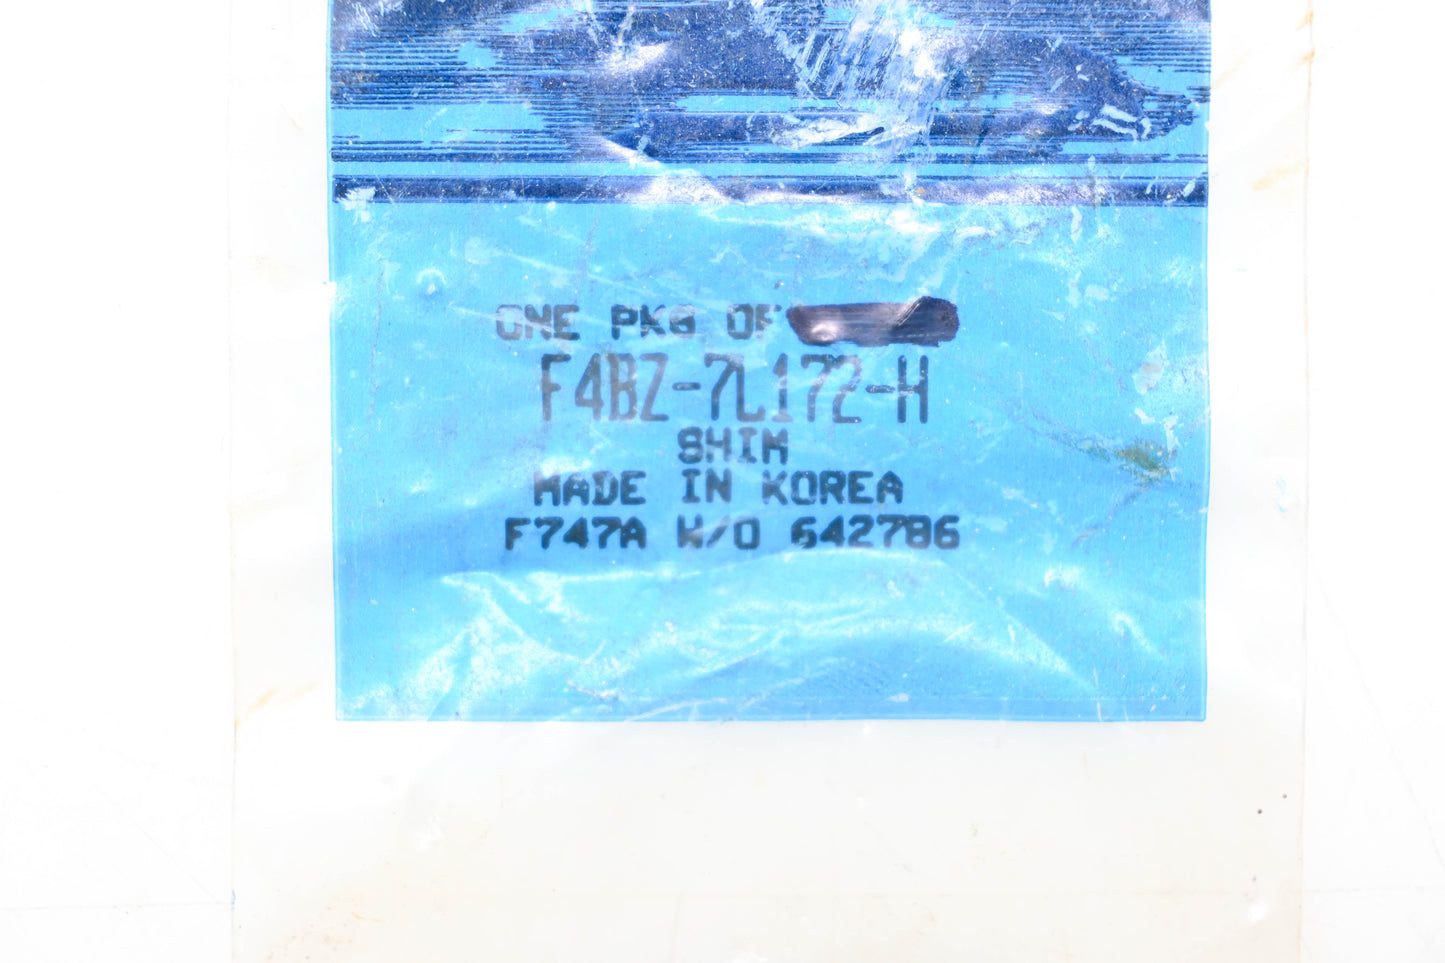 ONE PKG OF
F4BZ-7L172-H
SHIM
MADE IN KOREA
F747A W/O 642786